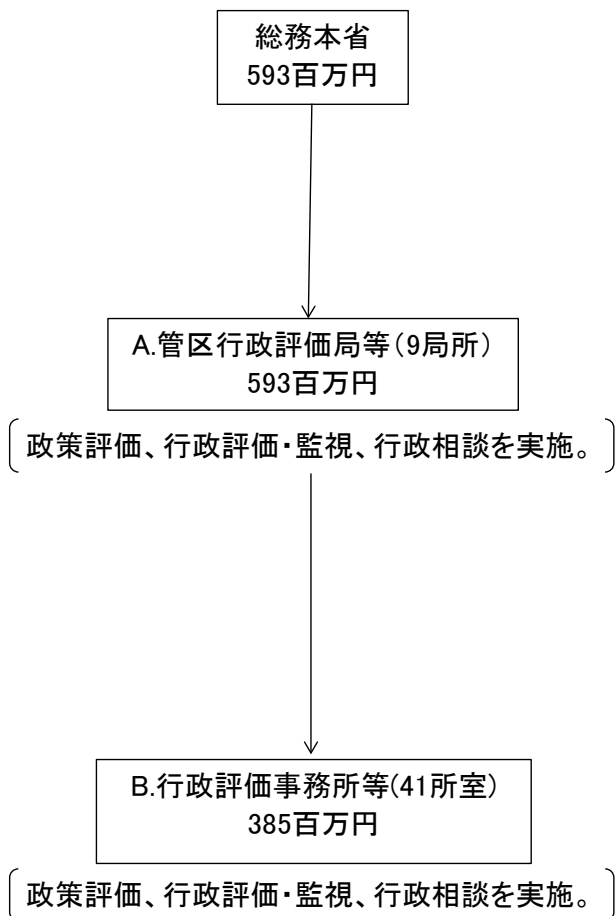 総務本省
593百万円
A.管区行政評価局等(9局所)
593百万円
政策評価、行政評価・監視、行政相談を実施。
B.行政評価事務所等(41所室)
385百万円
政策評価、行政評価・監視、行政相談を実施。